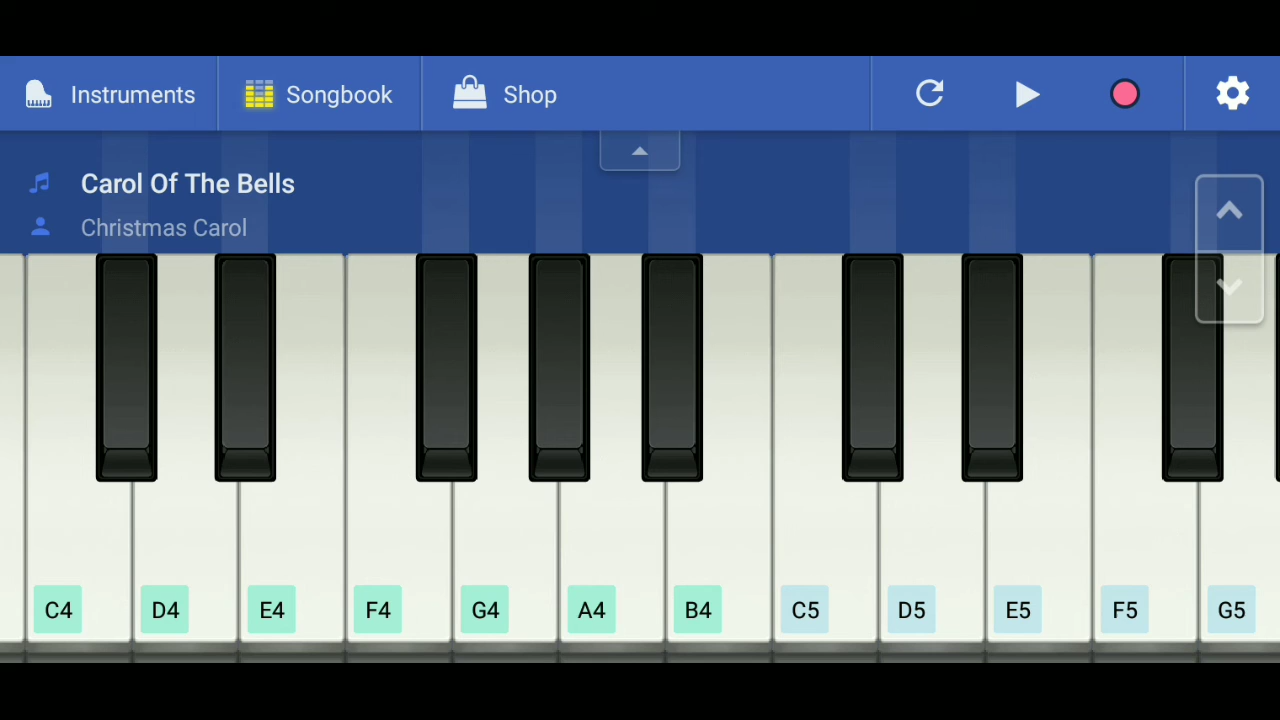 Instruments
Songbook
Shop
Carol Of The Bells
Christmas Carol
C4 D4 E4 F4 G4 A4 B4 C5 D5 E5 F5 G5